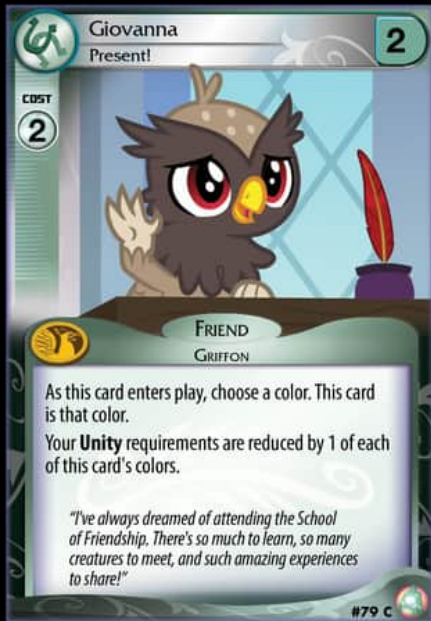 Giovanna
Present!
2
COST
2
FRIEND
GRIFFON
As this card enters play, choose a color. This card
is that color.
Your Unity requirements are reduced by 1 of each
of this card's colors.
"I've always dreamed of attending the School
of Friendship. There's so much to learn, so many
creatures to meet, and such amazing experiences
to share!"
#79 C